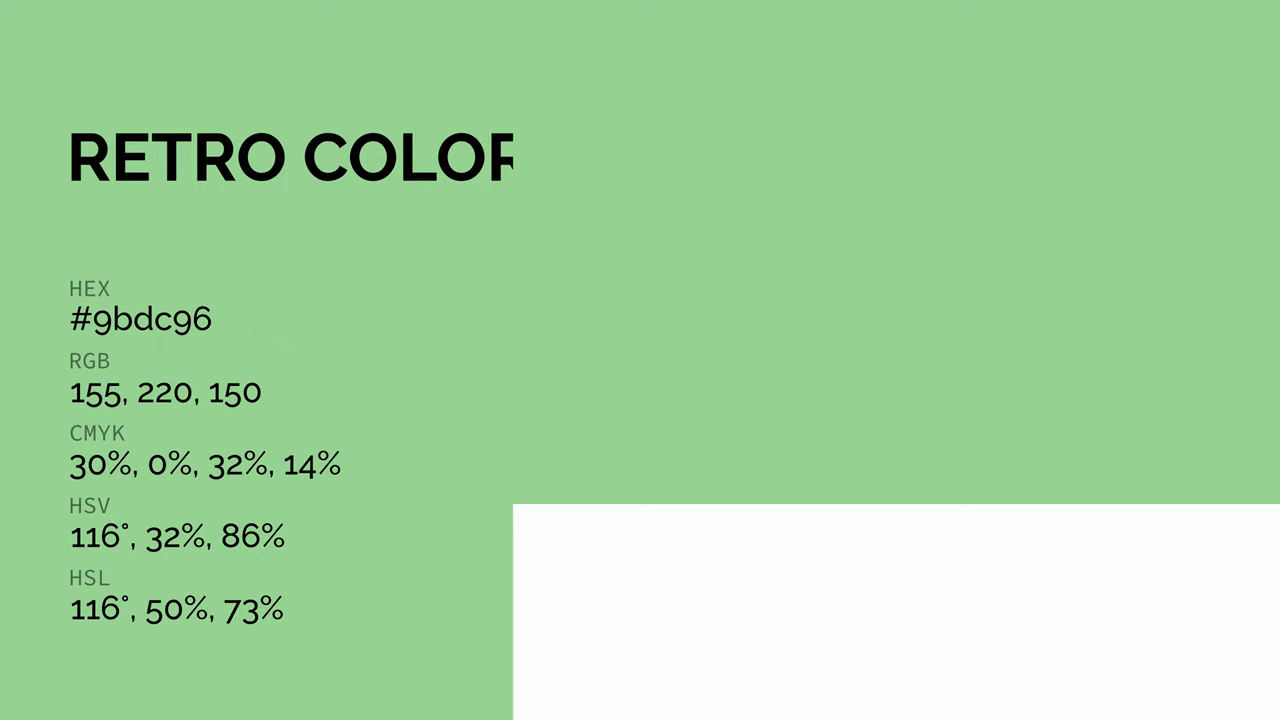 RETRO COLOR
HEX
#9bdc96
RGB
155, 220, 150
CMYK
30%, 0%, 32%, 14%
HSV
116°, 32%, 86%
HSL
116°, 50%, 73%